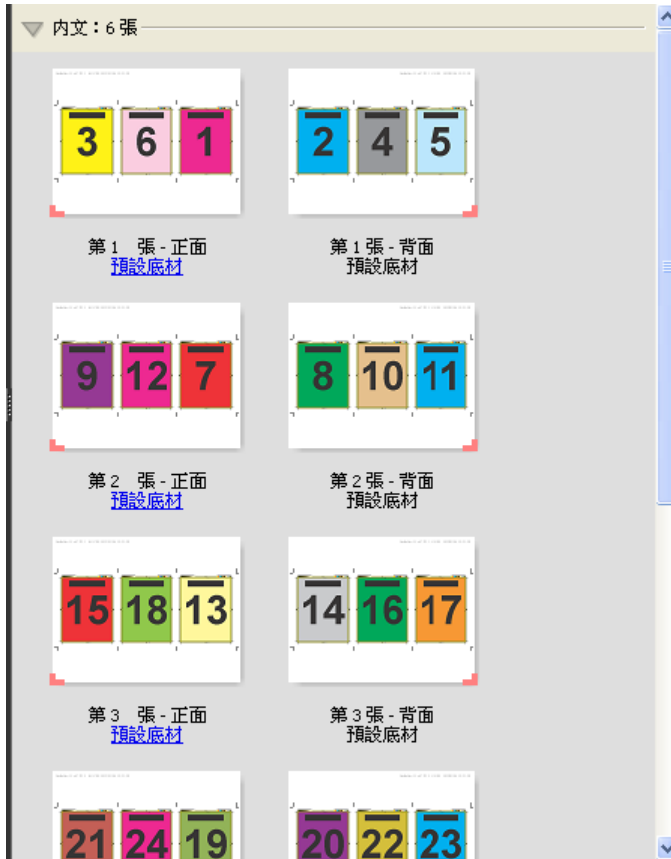 內文：6 張
3 6 1
2 4 5
第 1 張 - 正面
預設底材
第 1 張 - 背面
預設底材
9 12 7
8 10 11
第 2 張 - 正面
預設底材
第 2 張 - 背面
預設底材
15 18 13
14 16 17
第 3 張 - 正面
預設底材
第 3 張 - 背面
預設底材
21 24 19
20 22 23